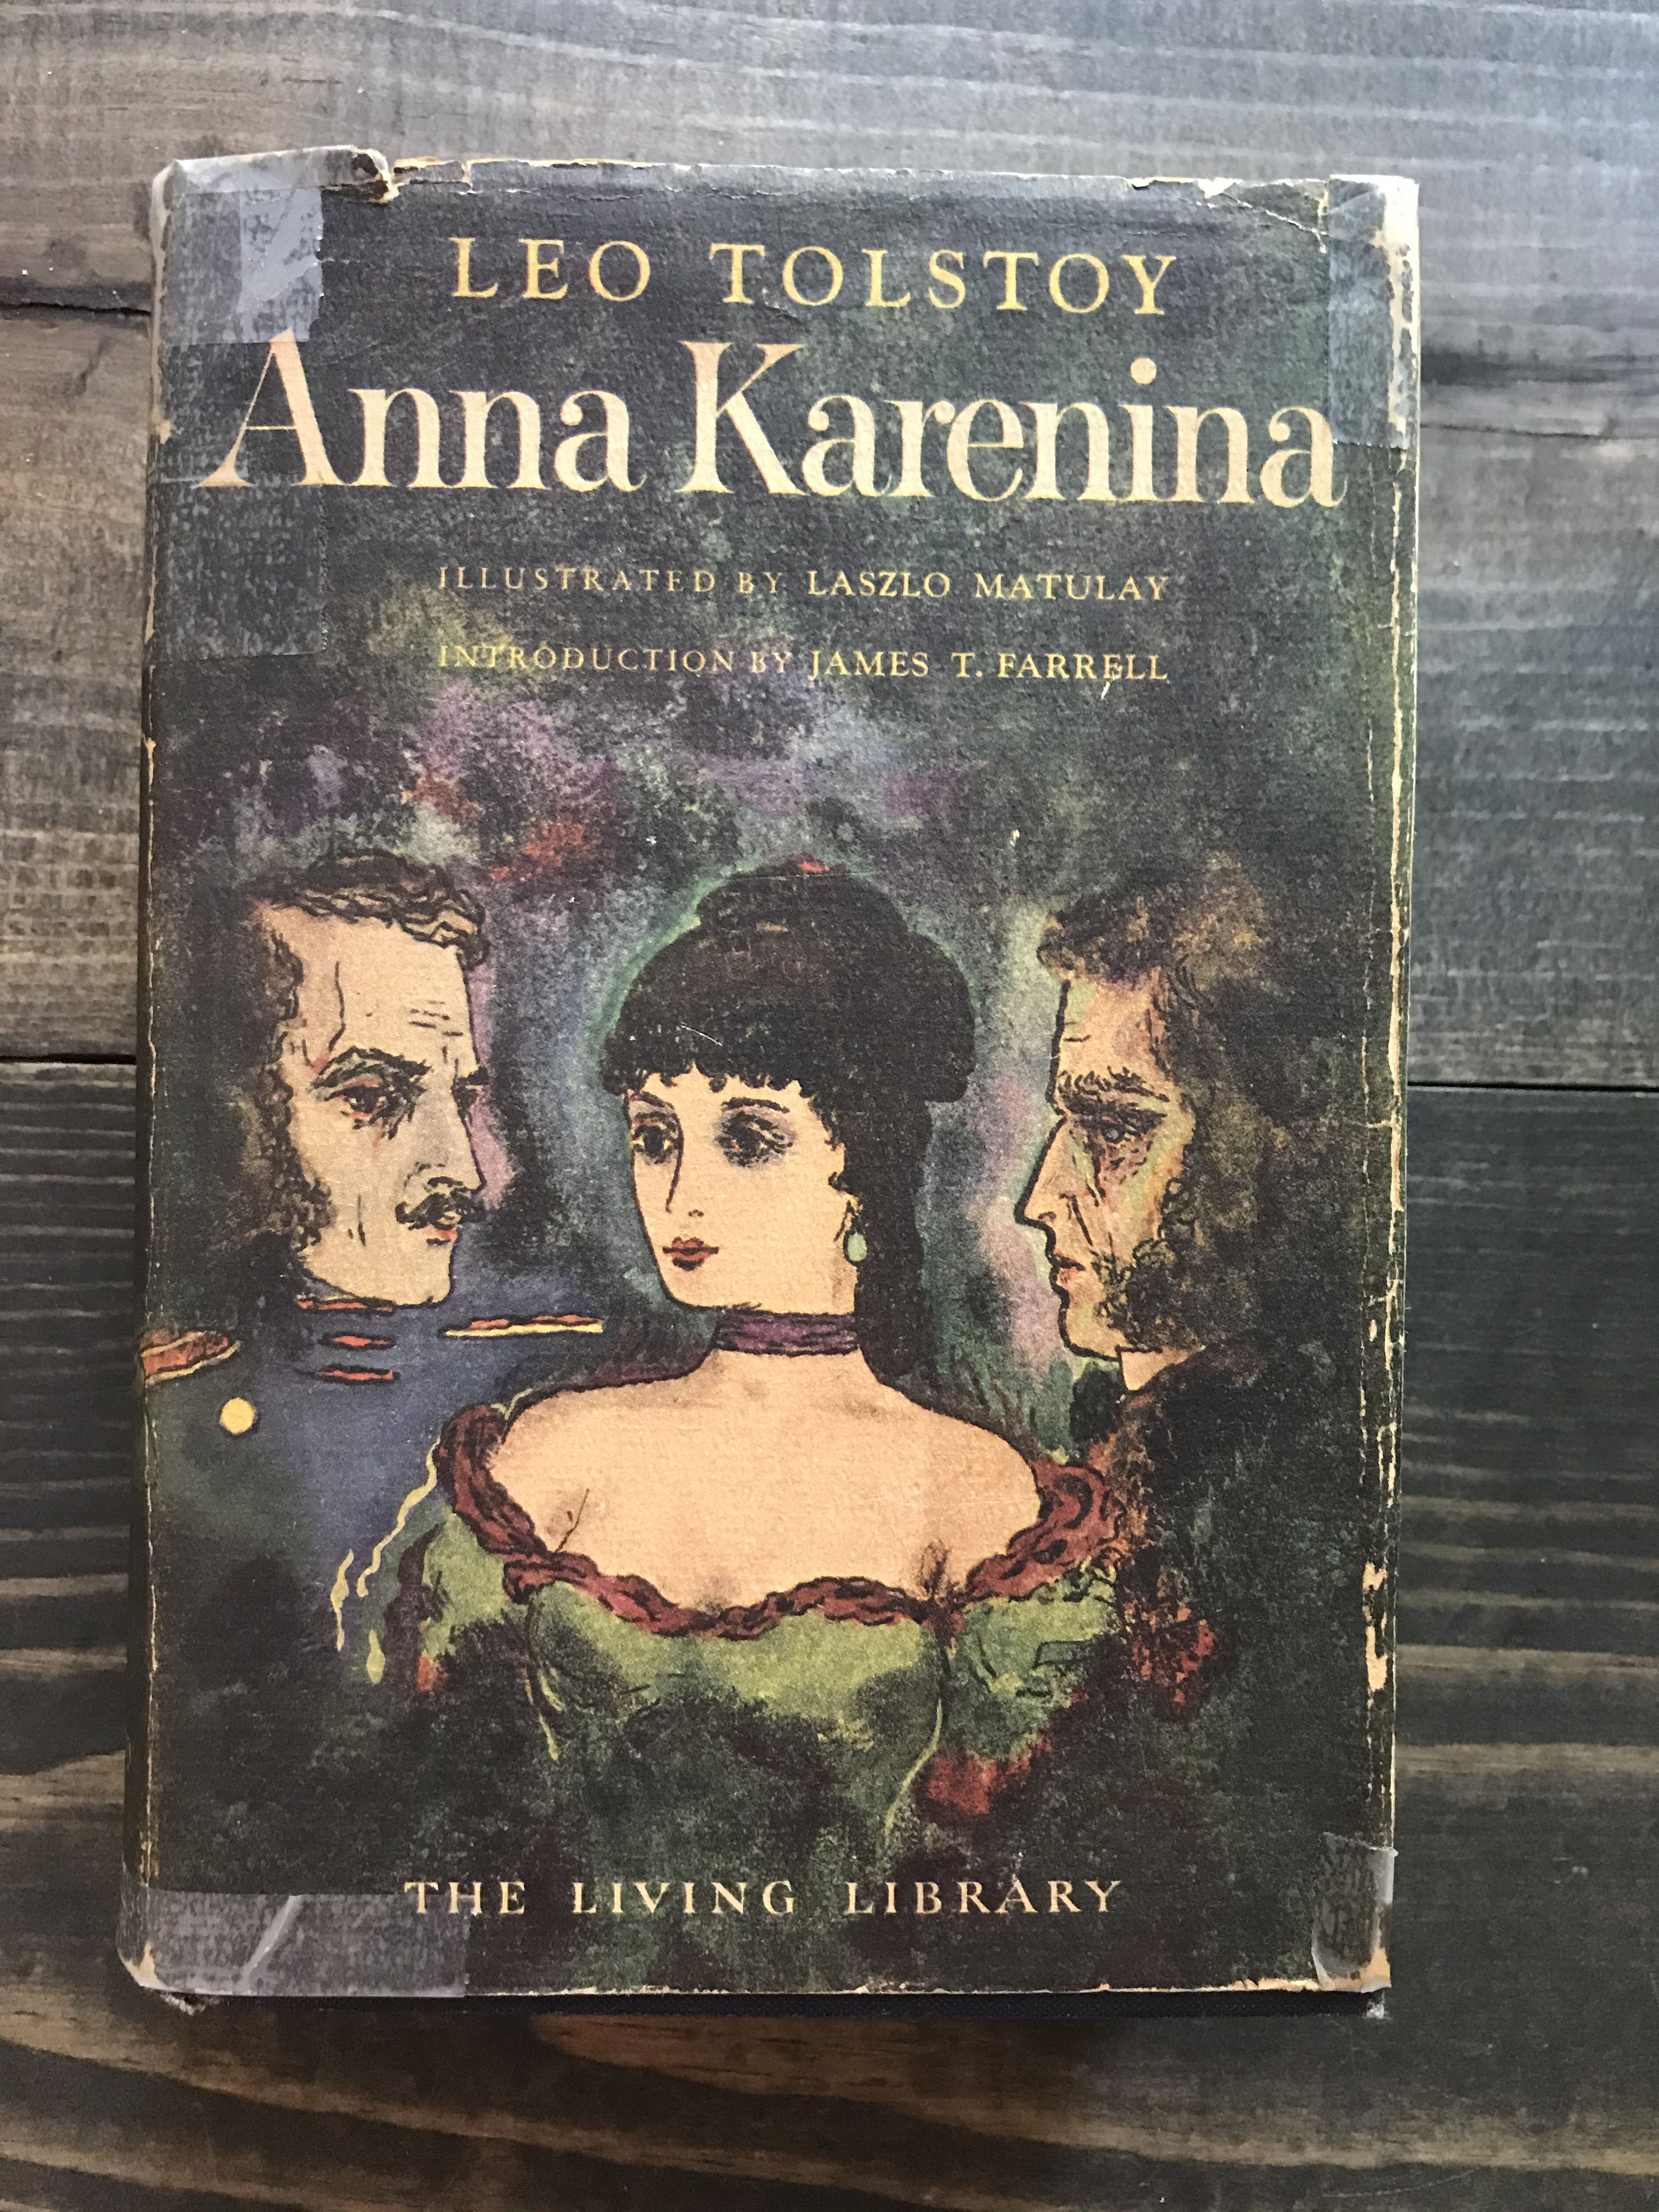 LEO TOLSTOY
Anna Karenina
ILLUSTRATED BY LASZLO MATULAY
INTRODUCTION BY JAMES T. FARRELL
THE LIVING LIBRARY